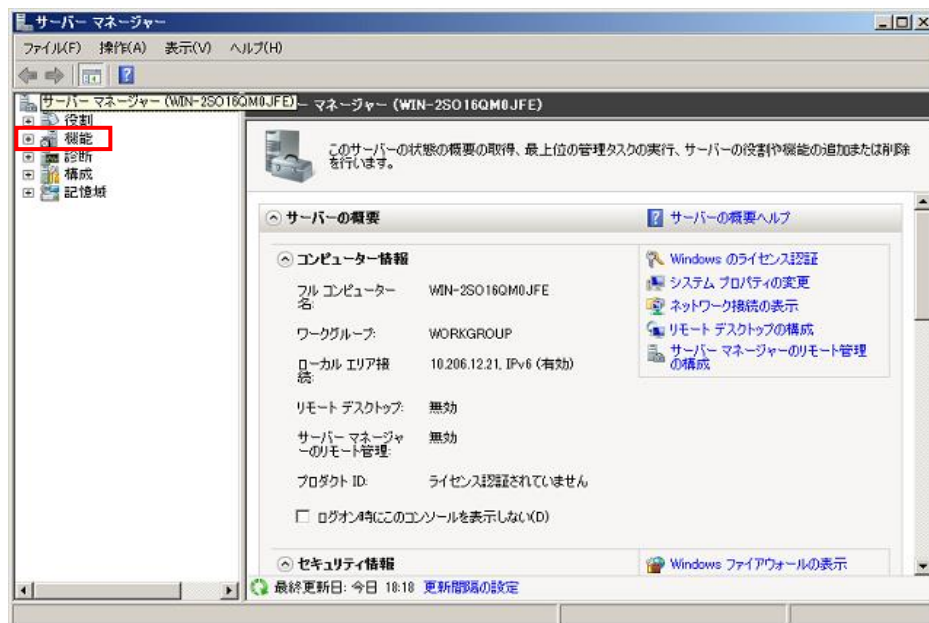 サーバー マネージャー
ファイル(F) 操作(A) 表示(V) ヘルプ(H)
サーバー マネージャー (WIN-2SO16QM0JFE)
ー マネージャー (WIN-2SO16QM0JFE)
役割
機能
診断
構成
記憶域
このサーバーの状態の概要の取得、最上位の管理タスクの実行、サーバーの役割や機能の追加または削除
を行います。
サーバーの概要
サーバーの概要ヘルプ
コンピューター情報
フル コンピューター
名:
WIN-2SO16QM0JFE
ワークグループ:
WORKGROUP
ローカル エリア接
続:
10.206.12.21, IPv6 (有効)
リモート デスクトップ:
無効
サーバー マネージャ
ーのリモート管理:
無効
プロダクト ID:
ライセンス認証されていません
ログオン時にこのコンソールを表示しない(D)
Windows のライセンス認証
システム プロパティの変更
ネットワーク接続の表示
リモート デスクトップの構成
サーバー マネージャーのリモート管理
の構成
セキュリティ情報
Windows ファイアウォールの表示
最終更新日: 今日 18:18 更新間隔の設定